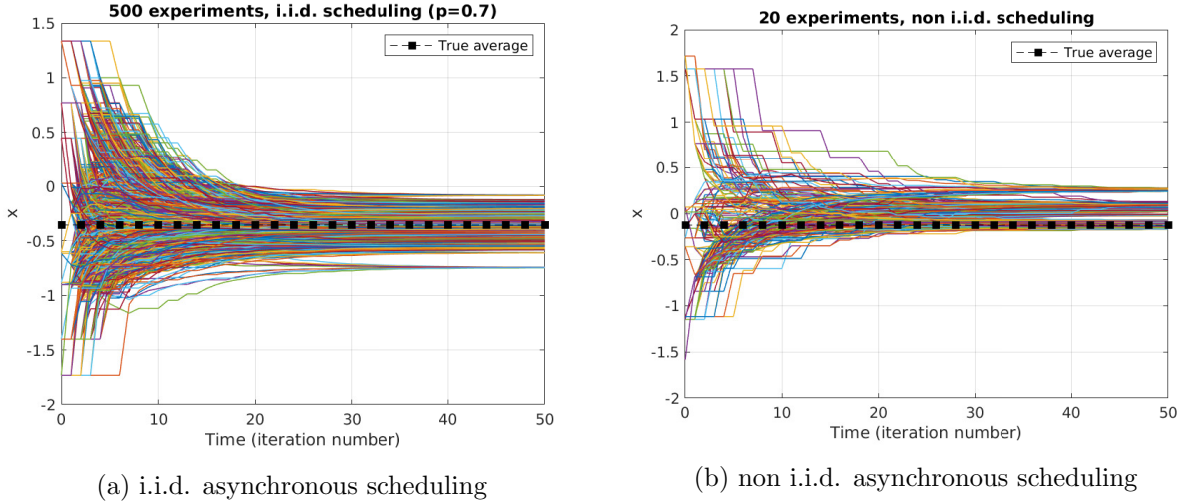 500 experiments, i.i.d. scheduling (p=0.7)
True average
1.5
1
0.5
0
-0.5
-1
-1.5
-2
x
0 10 20 30 40 50
Time (iteration number)
(a) i.i.d. asynchronous scheduling
20 experiments, non i.i.d. scheduling
True average
2
1.5
1
0.5
0
-0.5
-1
-1.5
-2
x
0 10 20 30 40 50
Time (iteration number)
(b) non i.i.d. asynchronous scheduling